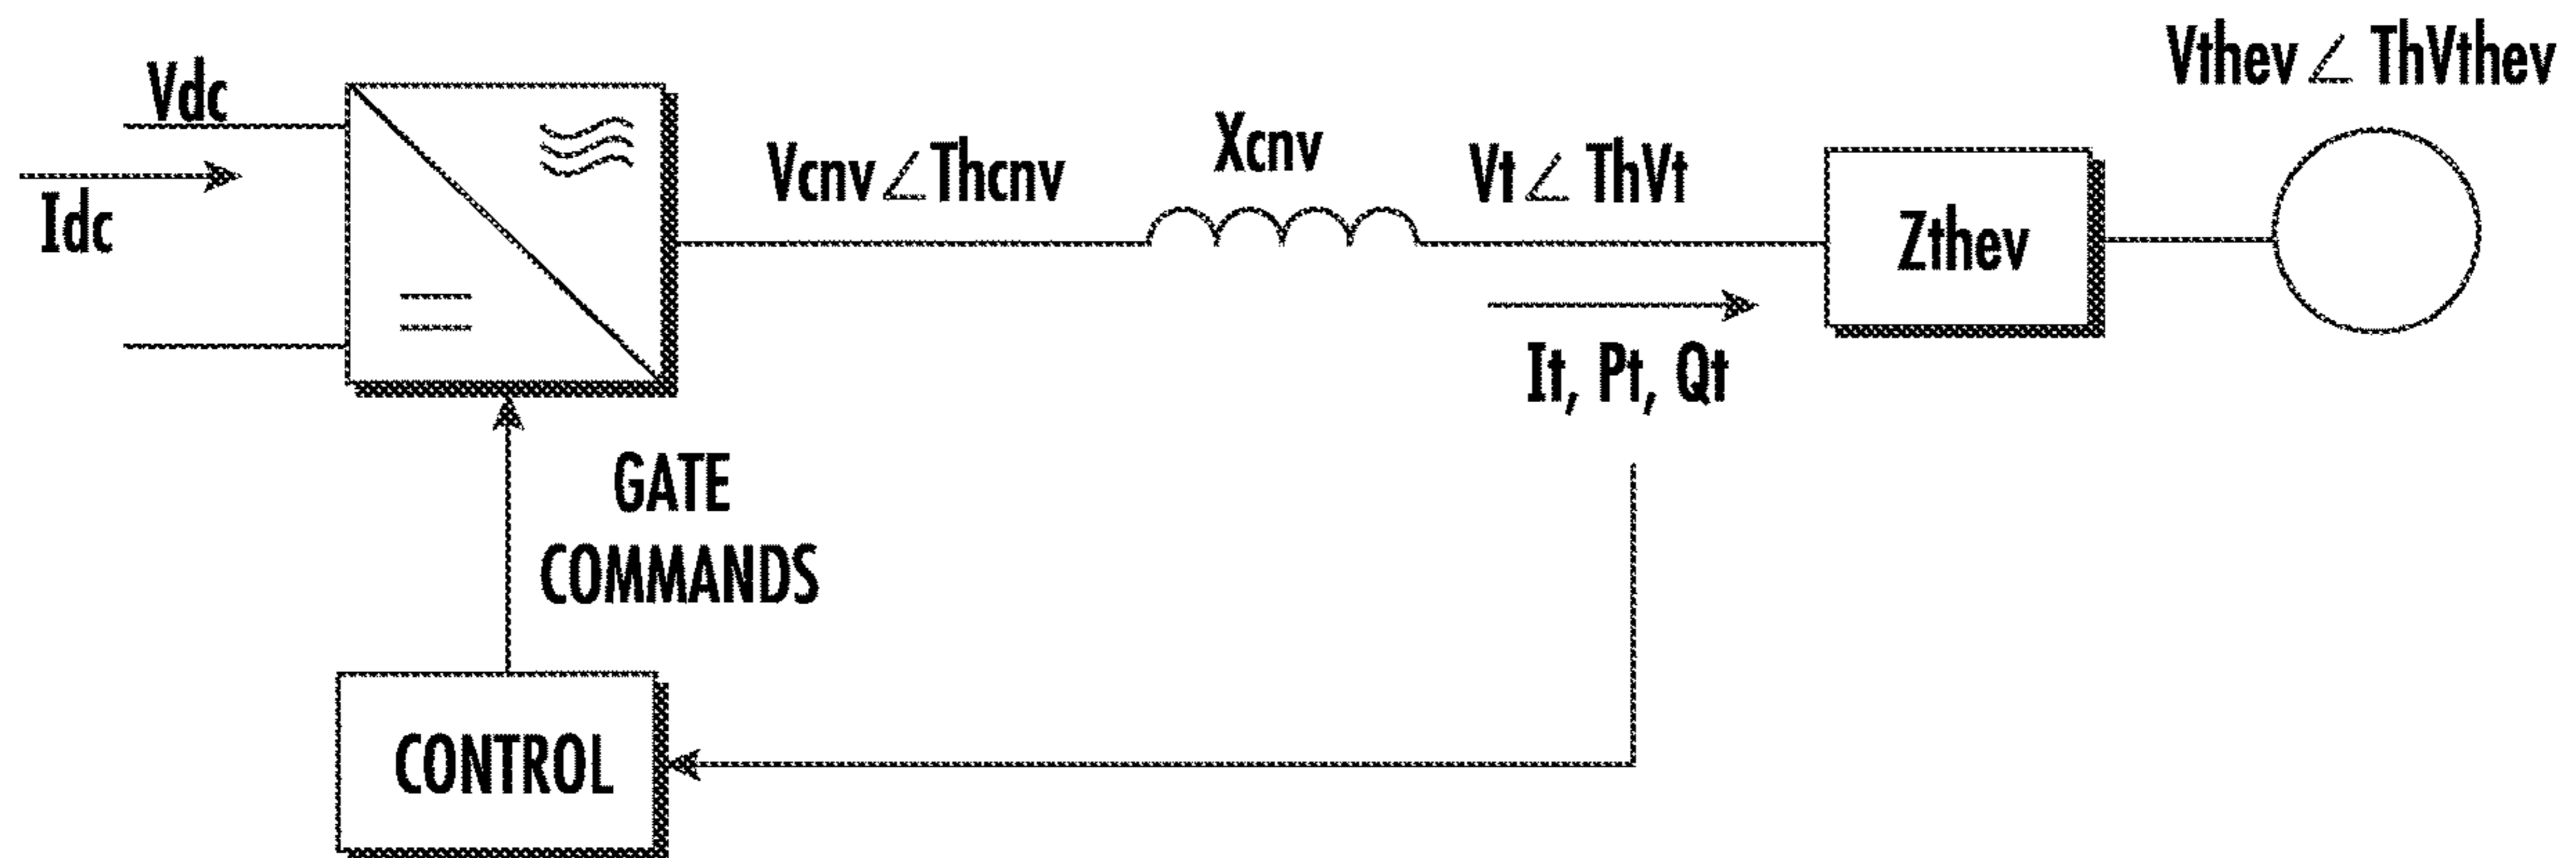 Vthev∠ ThVthev
Vdc
Idc
Vcnv∠Thcnv
Xcnv
Vt∠ ThVt
Zthev
It, Pt, Qt
GATE
COMMANDS
CONTROL